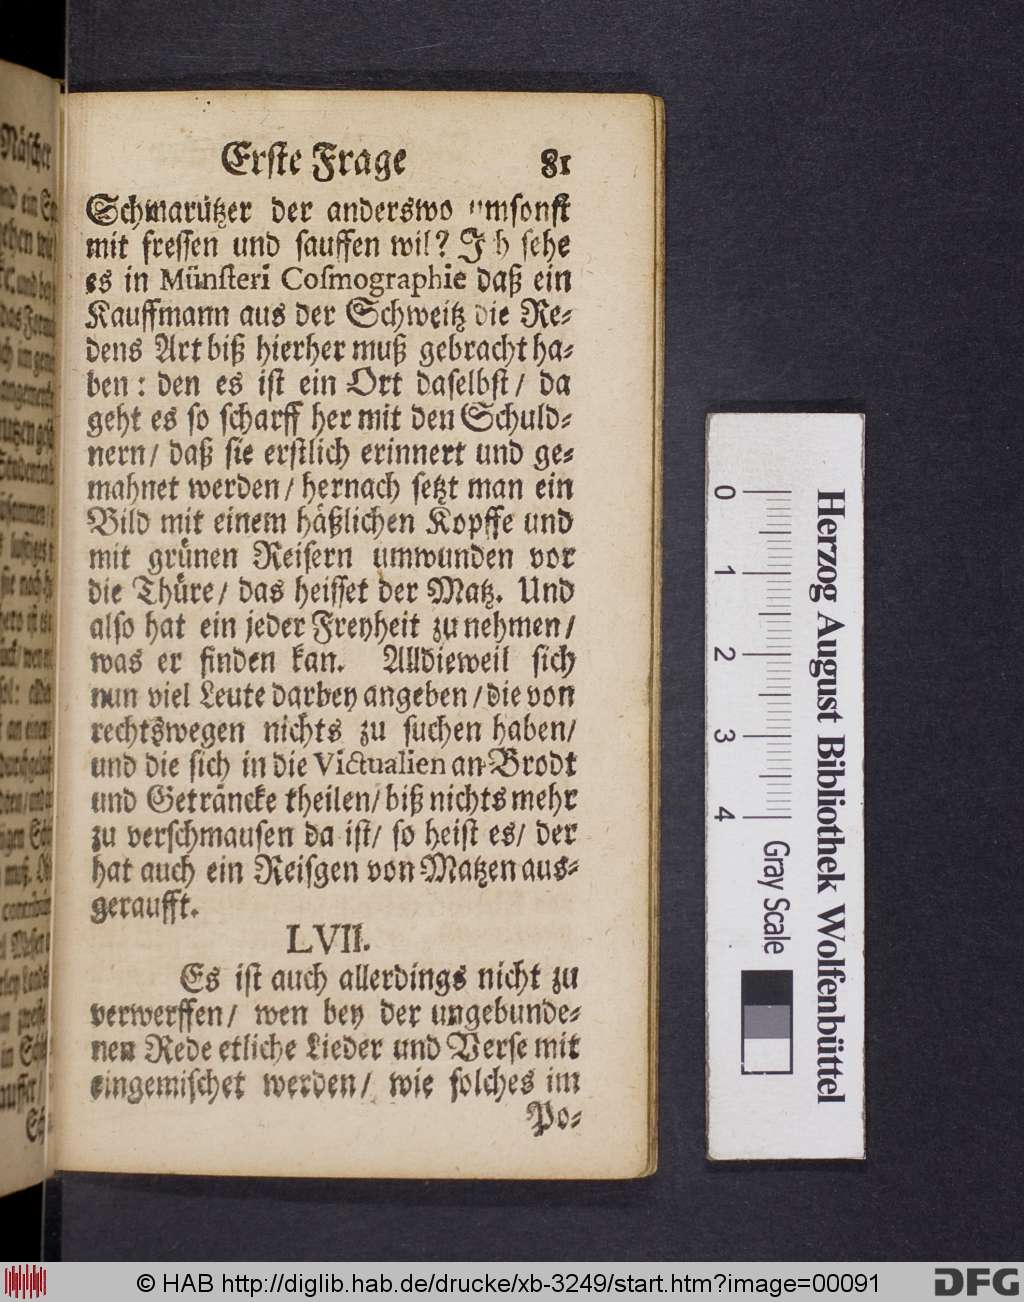 Erste Frage 81
Schmarützer der anderswo umsonst
mit fressen und sauffen wil? Ich sehe
es in Münsteri Cosmographie daß ein
Kauffmann aus der Schweitz die Re-
dens Art biß hierher muß gebracht ha-
ben: den es ist ein Ort daselbst/ da
geht es so scharff her mit den Schuld-
nern/ daß sie erstlich erinnert und ge-
mahnet werden/ hernach setzt man ein
Bild mit einem häßlichen Kopffe und
mit grünen Reisern umwunden vor
die Thüre/ das heisset der Matz. Und
also hat ein jeder Freyheit zu nehmen/
was er finden kan. Alldieweil sich
nun viel Leute darbey angeben/ die von
rechtswegen nichts zu suchen haben/
und die sich in die Victualien an Brodt
und Geträncke theilen/ biß nichts mehr
zu verschmausen da ist/ so heist es/ der
hat auch ein Reisgen von Matzen aus-
geraufft.
LVII.
Es ist auch allerdings nicht zu
verwerffen/ wen bey der ungebunde-
nen Rede etliche Lieder und Verse mit
eingemischet werden/ wie solches im
Po-
Herzog August Bibliothek Wolfenbüttel
0 1 2 3 4 Gray Scale
© HAB http://diglib.hab.de/drucke/xb-3249/start.htm?image=00091
DFG